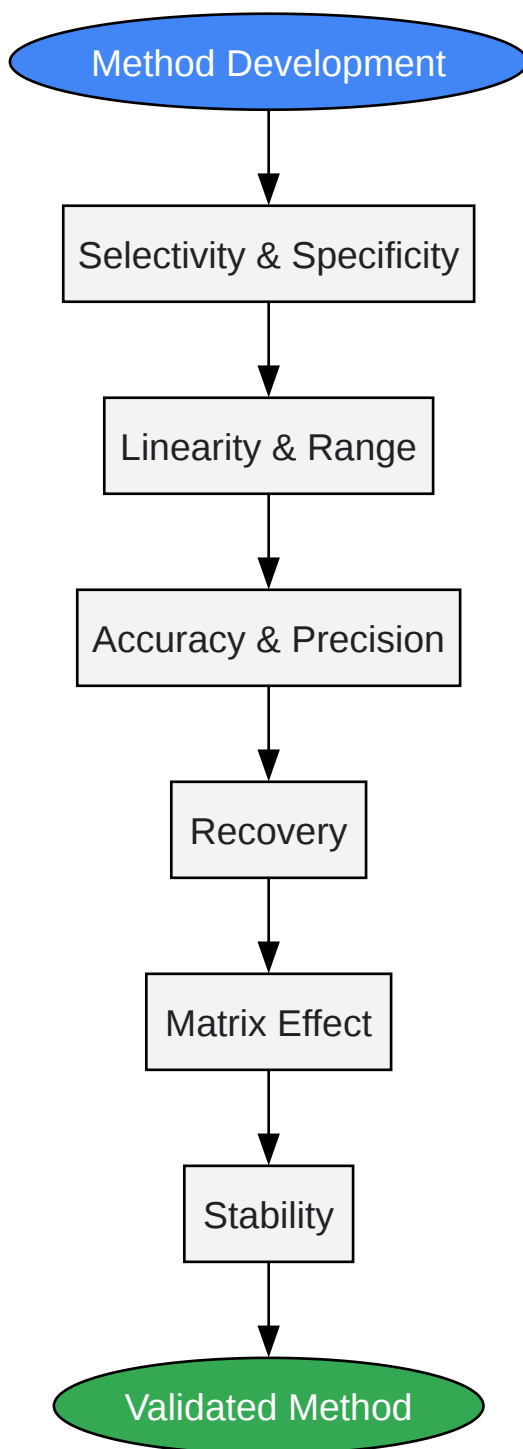 Method Development
Selectivity & Specificity
Linearity & Range
Accuracy & Precision
Recovery
Matrix Effect
Stability
Validated Method